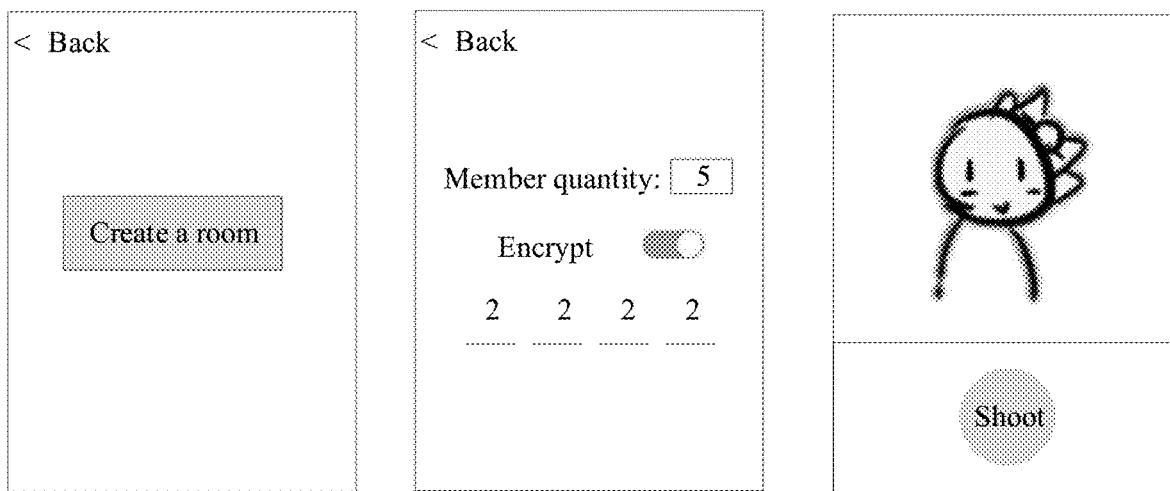 < Back
Create a room
< Back
Member quantity: 5
Encrypt
2 2 2 2
Shoot